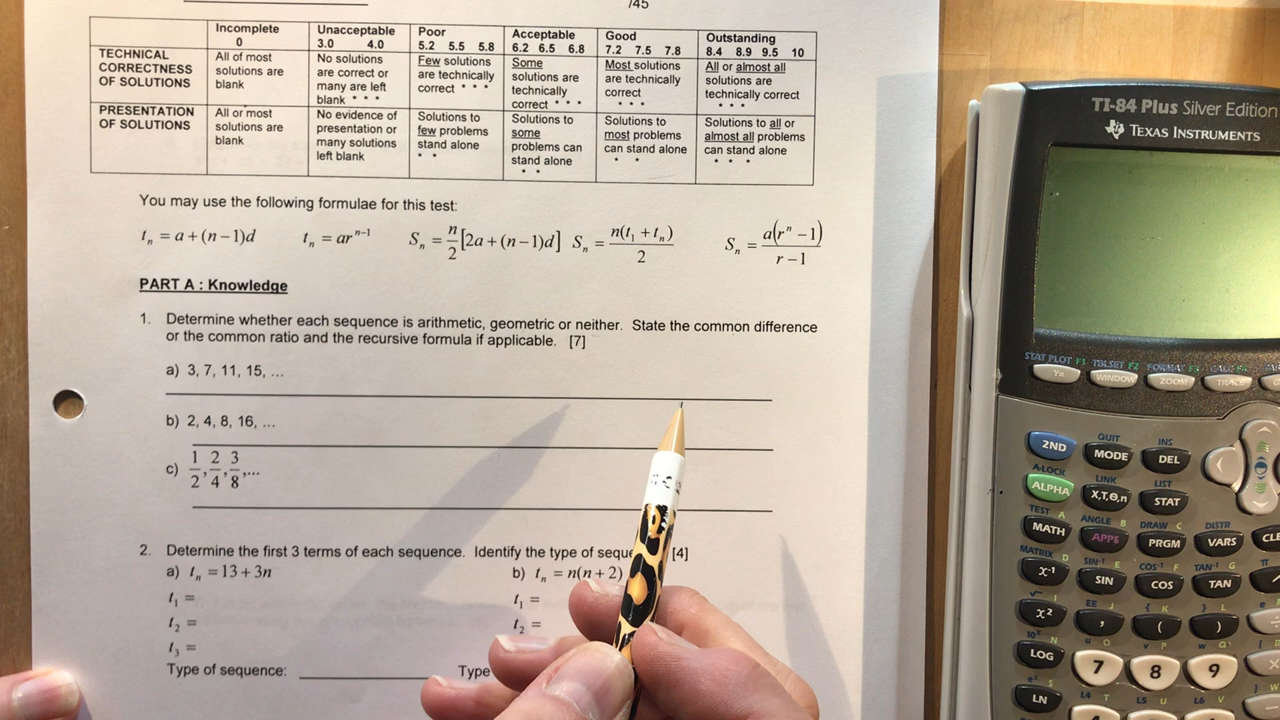 /45
Incomplete
0
Unacceptable
3.0 4.0
Poor
5.2 5.5 5.8
Acceptable
6.2 6.5 6.8
Good
7.2 7.5 7.8
Outstanding
8.4 8.9 9.5 10
TECHNICAL
CORRECTNESS
OF SOLUTIONS
All of most
solutions are
blank
No solutions
are correct or
many are left
blank * * *
Few solutions
are technically
correct * * *
Some
solutions are
technically
correct * * *
Most solutions
are technically
correct
* * *
All or almost all
solutions are
technically correct
* * *
PRESENTATION
OF SOLUTIONS
All or most
solutions are
blank
No evidence of
presentation or
many solutions
left blank
Solutions to
few problems
stand alone
* *
Solutions to
some
problems can
stand alone
* *
Solutions to
most problems
can stand alone
* *
Solutions to all or
almost all problems
can stand alone
* * *
You may use the following formulae for this test:
tₙ = a + (n − 1)d tₙ = arⁿ⁻¹ Sₙ = n/2 [2a + (n − 1)d] Sₙ = n(t₁ + tₙ)/2 Sₙ = a(rⁿ − 1)/r − 1
PART A : Knowledge
1. Determine whether each sequence is arithmetic, geometric or neither. State the common difference
or the common ratio and the recursive formula if applicable. [7]
a) 3, 7, 11, 15, ...
b) 2, 4, 8, 16, ...
c) 1/2, 2/4, 3/8, ...
2. Determine the first 3 terms of each sequence. Identify the type of seque [4]
a) tₙ = 13 + 3n b) tₙ = n(n + 2)
t₁ = t₁ =
t₂ = t₂ =
t₃ =
Type of sequence: Type
TI-84 Plus Silver Edition
TEXAS INSTRUMENTS
STAT PLOT F1 TBLSET F2 FORMAT F3
Y= WINDOW ZOOM TRACE
QUIT INS
2ND MODE DEL
A-LOCK LINK LIST
ALPHA X,T,Θ,n STAT
TEST A ANGLE B DRAW C DISTR
MATH APPS PRGM VARS CLE
MATRIX D SIN⁻¹ E COS⁻¹ F TAN⁻¹ G
x⁻¹ SIN COS TAN
√ I EE J { K } L
x² , ( )
10ˣ N u O v P w Q
LOG 7 8 9
eˣ S L4 T L5 U L6 V
LN